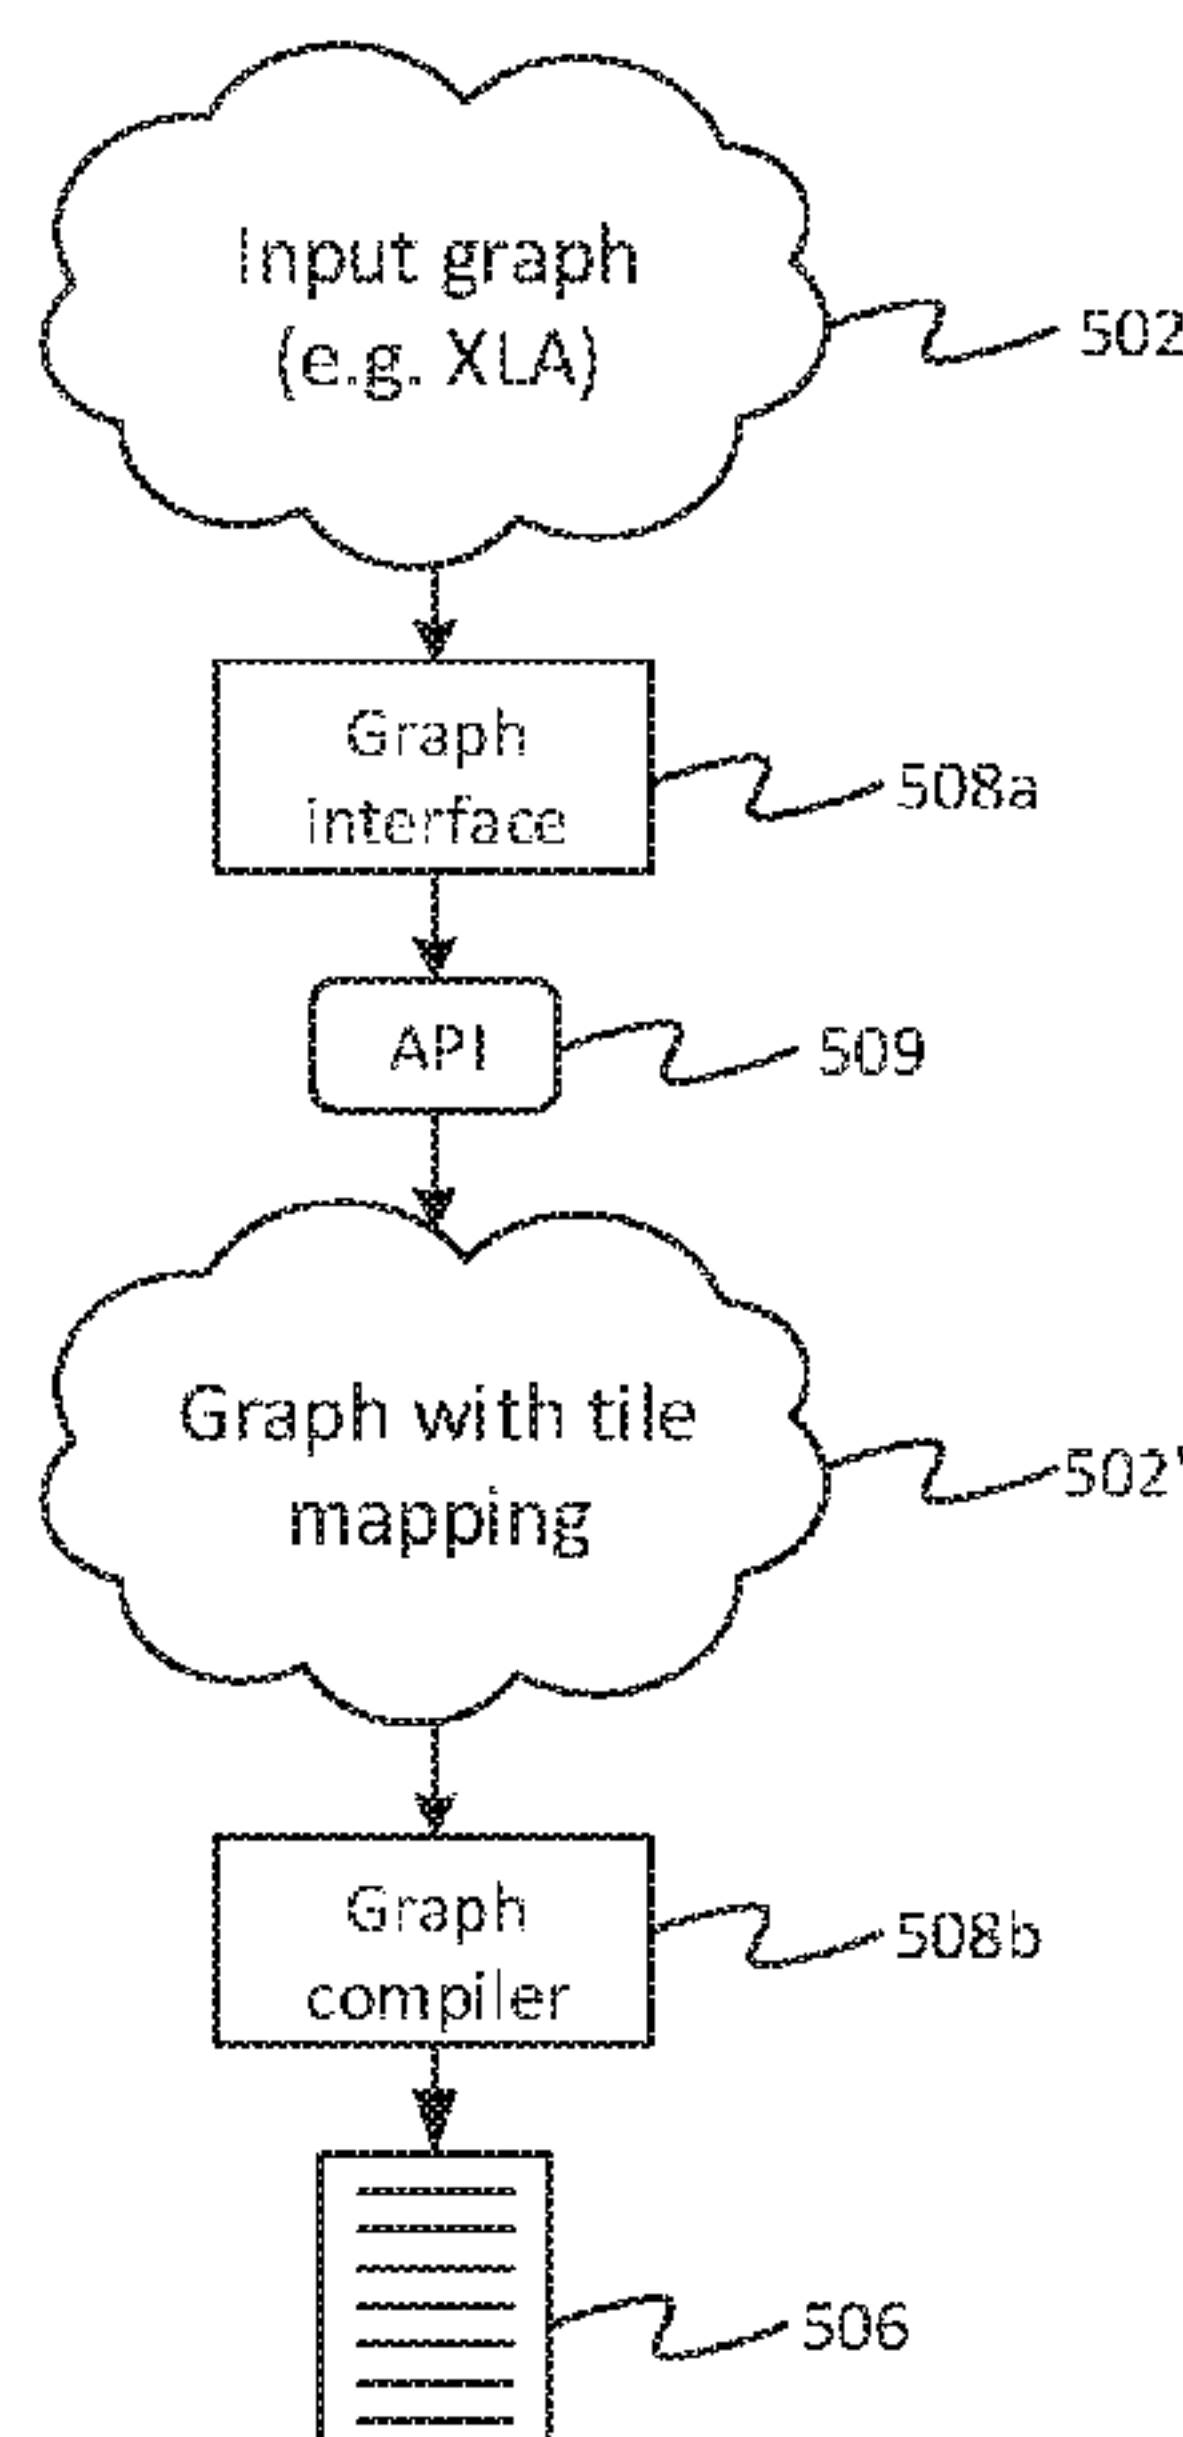 Input graph
(e.g. XLA)
502
Graph
interface
508a
API
509
Graph with tile
mapping
502'
Graph
compiler
508b
506